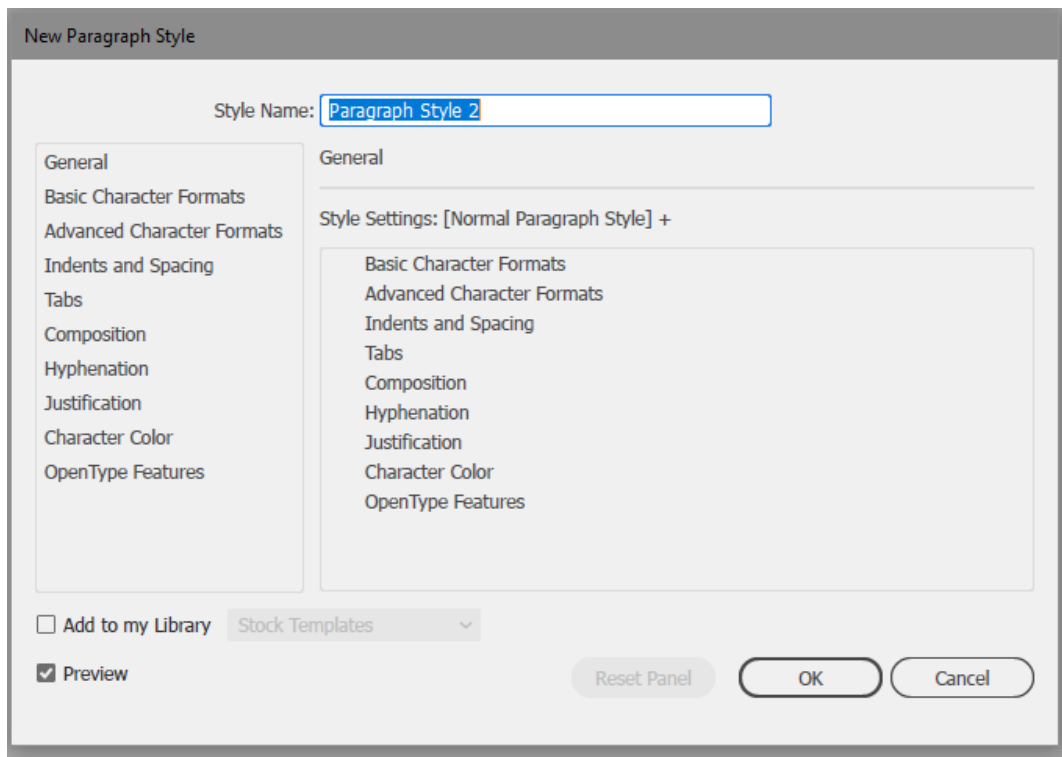 New Paragraph Style
Style Name: Paragraph Style 2
General
Basic Character Formats
Advanced Character Formats
Indents and Spacing
Tabs
Composition
Hyphenation
Justification
Character Color
OpenType Features
General
Style Settings: [Normal Paragraph Style] +
Basic Character Formats
Advanced Character Formats
Indents and Spacing
Tabs
Composition
Hyphenation
Justification
Character Color
OpenType Features
Add to my Library Stock Templates
Preview
Reset Panel OK Cancel